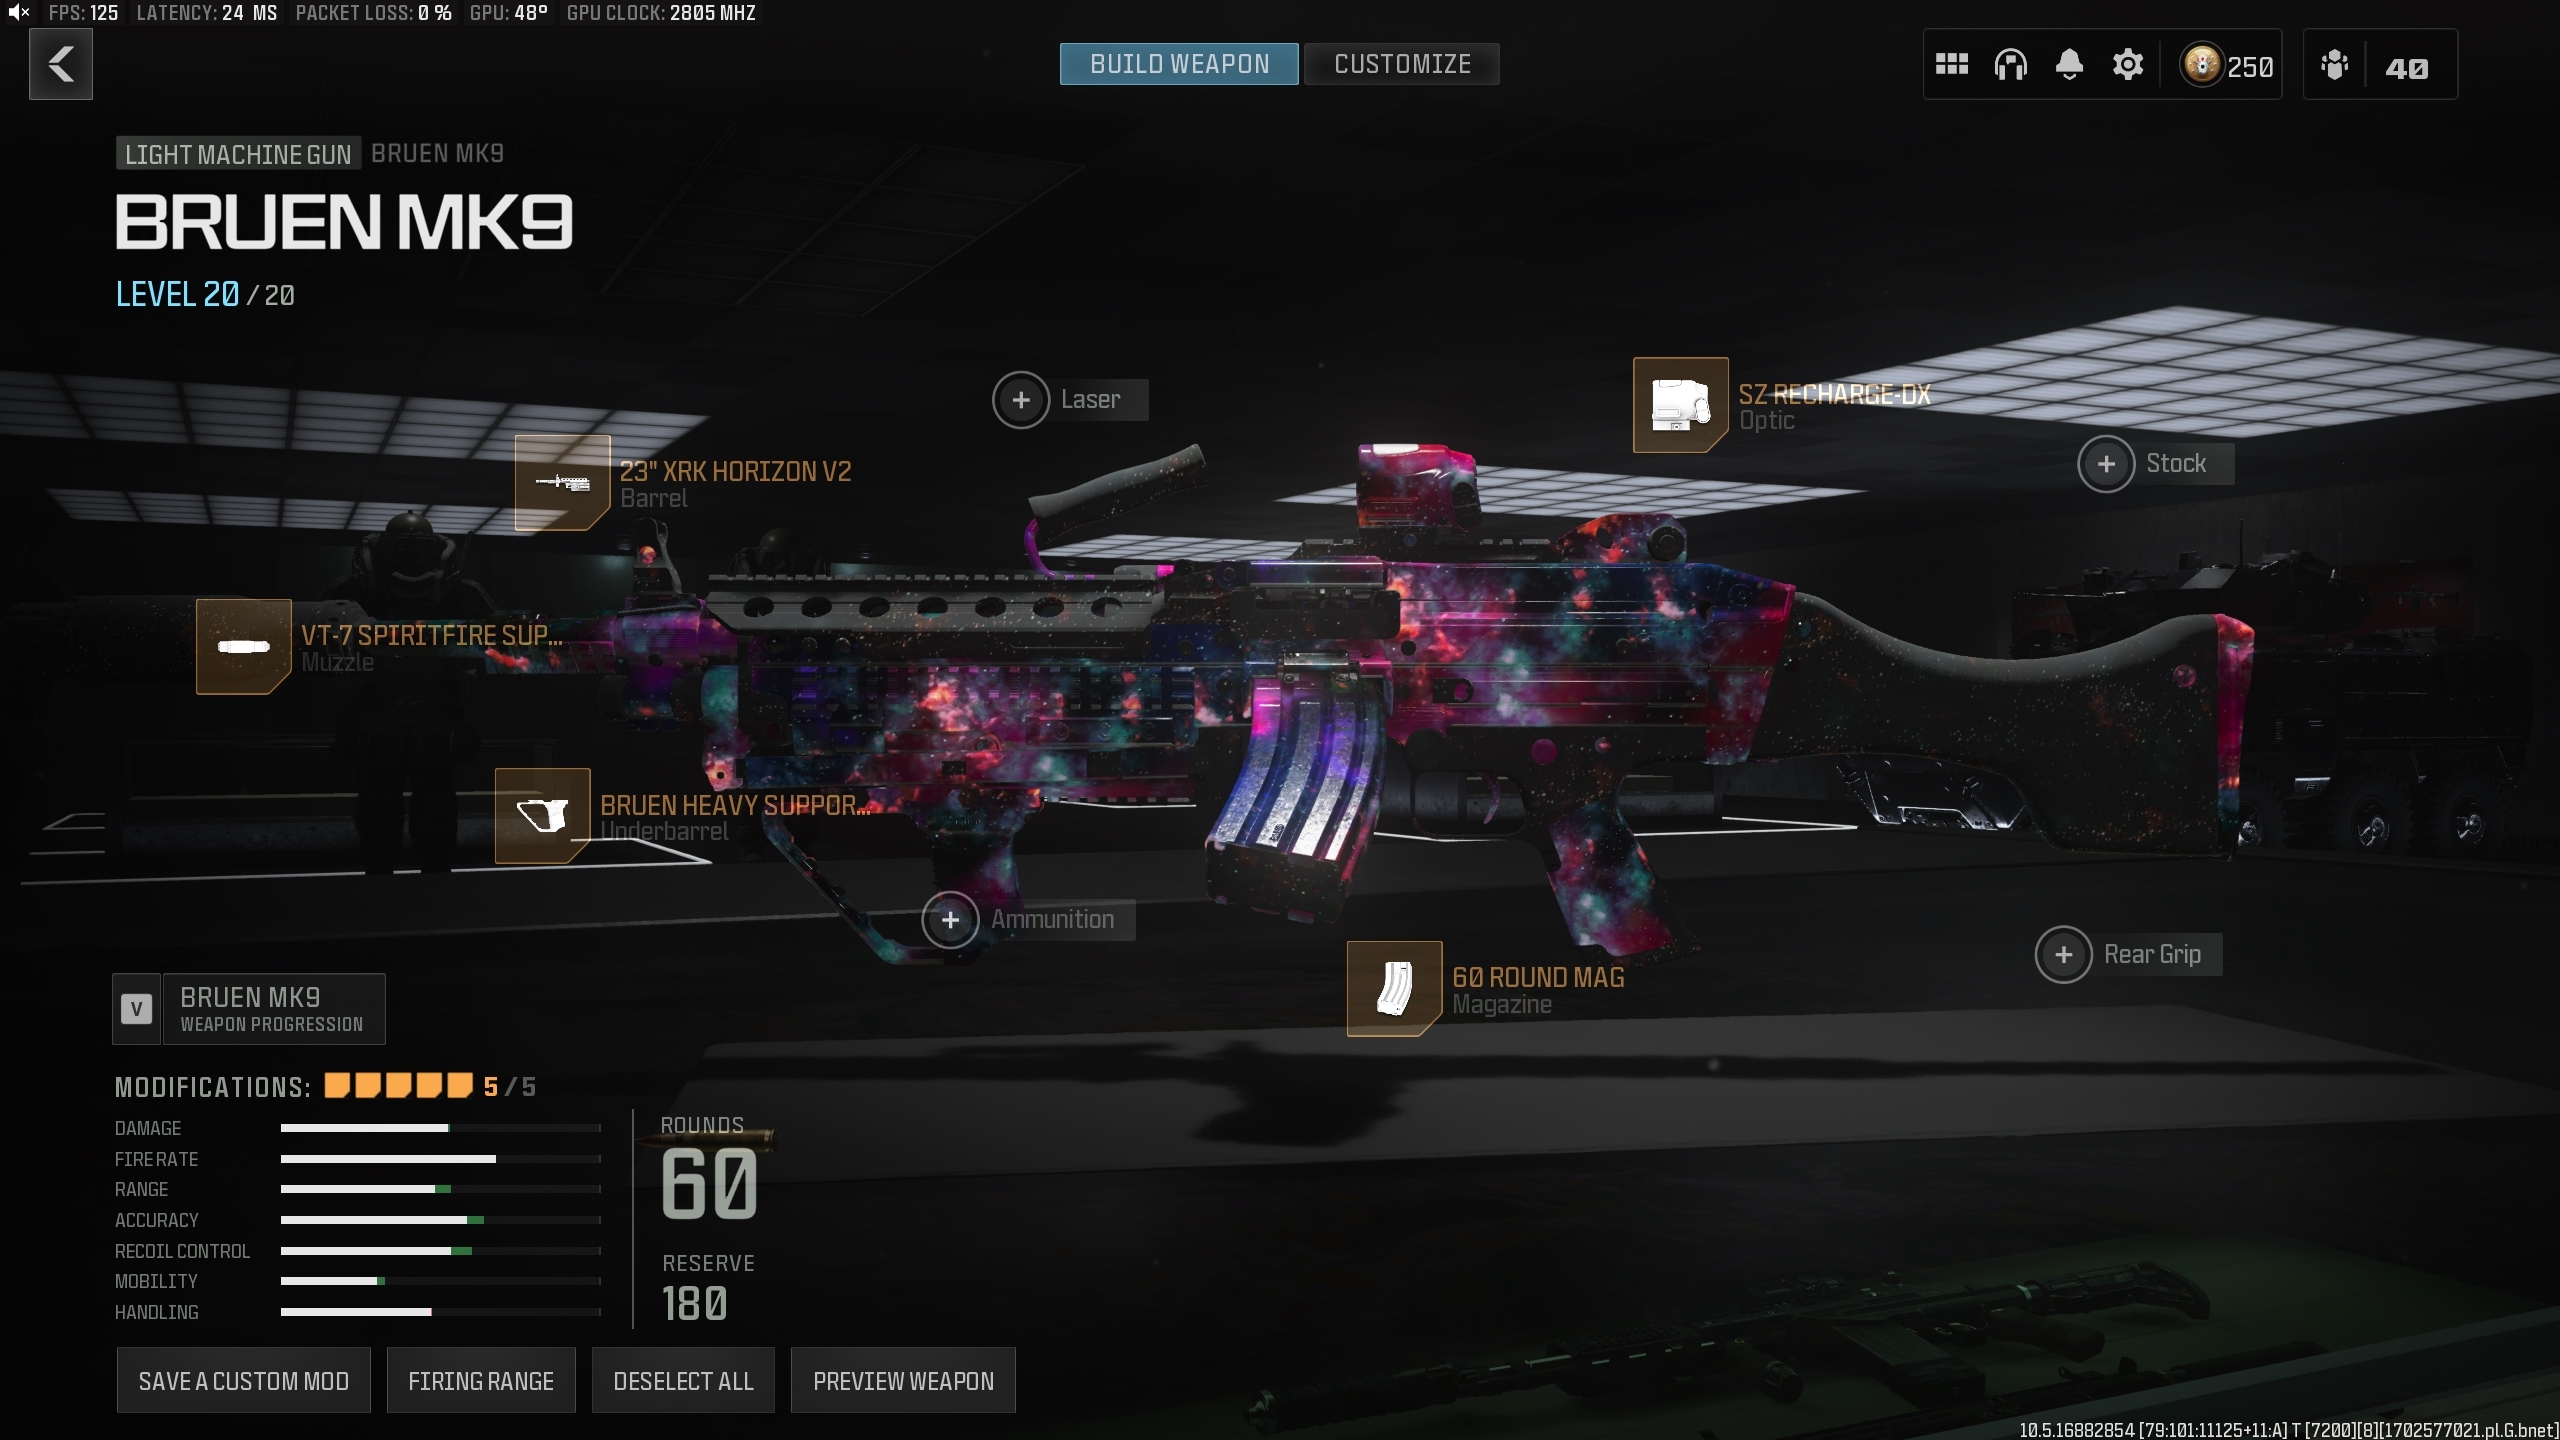 FPS: 125 LATENCY: 24 MS PACKET LOSS: 0 % GPU: 48º GPU CLOCK: 2805 MHZ
BUILD WEAPON CUSTOMIZE
250 40
LIGHT MACHINE GUN BRUEN MK9
BRUEN MK9
LEVEL 20 / 20
Laser
SZ RECHARGE-DX
Optic
Stock
23" XRK HORIZON V2
Barrel
VT-7 SPIRITFIRE SUP...
Muzzle
BRUEN HEAVY SUPPOR...
Underbarrel
Ammunition
Rear Grip
60 ROUND MAG
Magazine
V BRUEN MK9
WEAPON PROGRESSION
MODIFICATIONS: 5 / 5
DAMAGE
FIRE RATE
RANGE
ACCURACY
RECOIL CONTROL
MOBILITY
HANDLING
ROUNDS
60
RESERVE
180
SAVE A CUSTOM MOD FIRING RANGE DESELECT ALL PREVIEW WEAPON
10.5.16882854 [79:101:11125+11:A] T [7200][8][1702577021.pl.G.bnet]